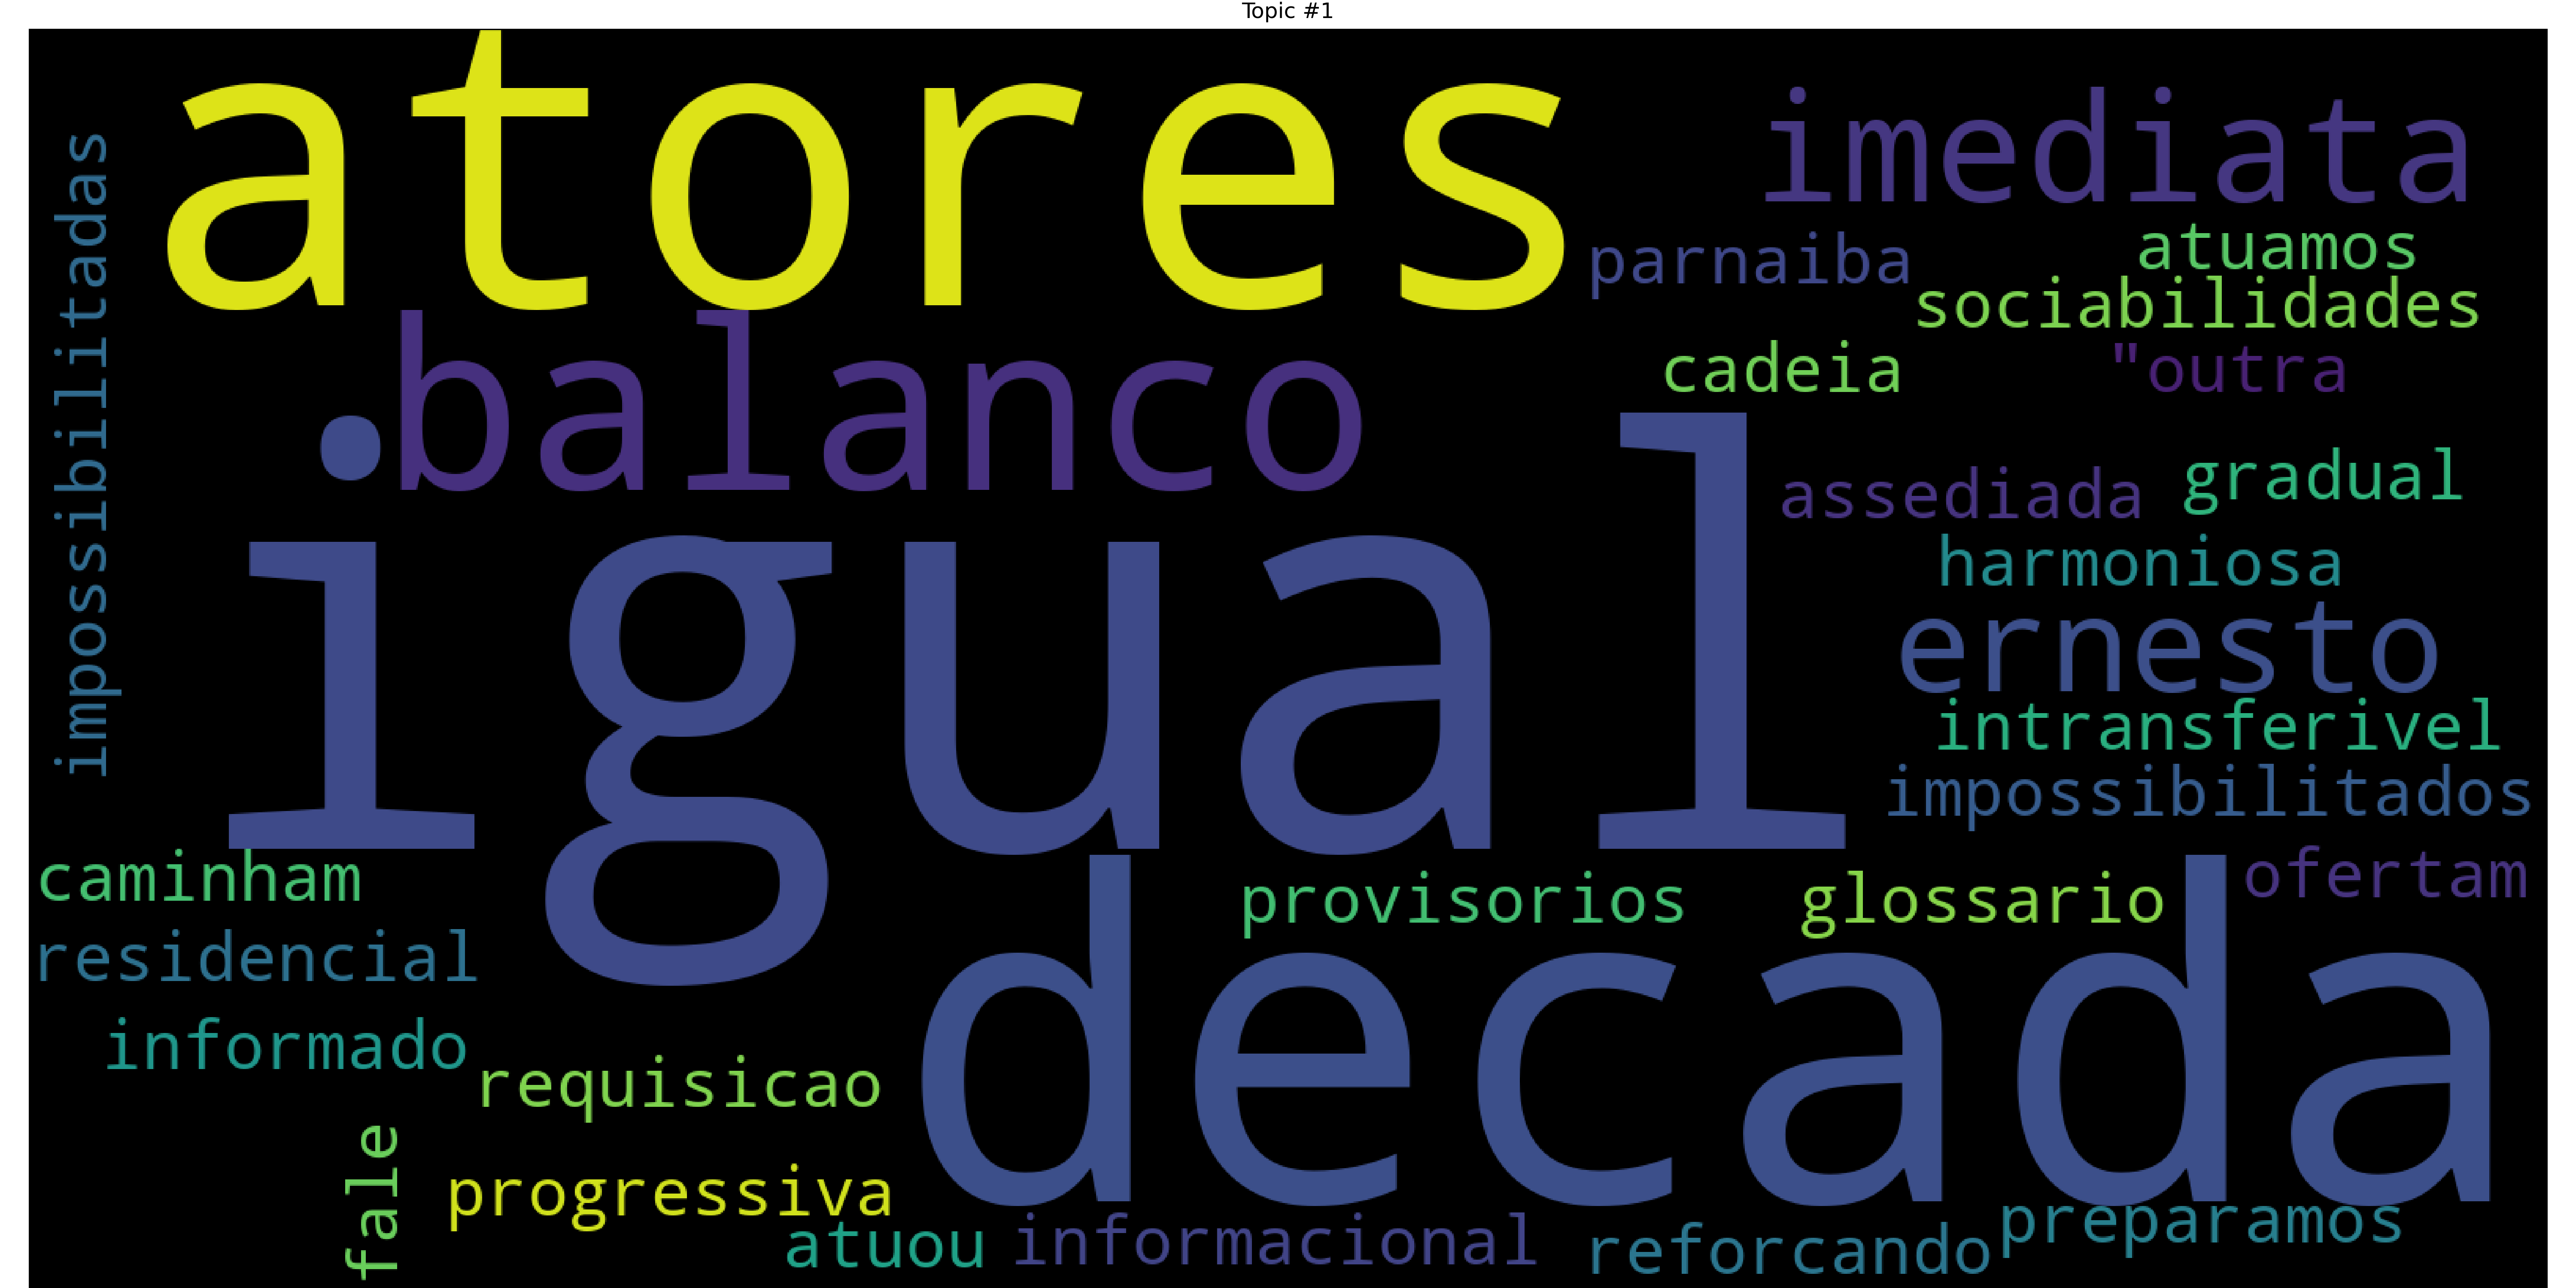 Topic #1
atores
imediata
impossibilitadas
parnaiba
atuamos
sociabilidades
balanco
cadeia
"outra
igual
assediada
gradual
harmoniosa
ernesto
intransferivel
impossibilitados
caminham
provisorios
glossario
ofertam
residencial
decada
informado
requisicao
fale
progressiva
atuou
informacional
reforcando
preparamos